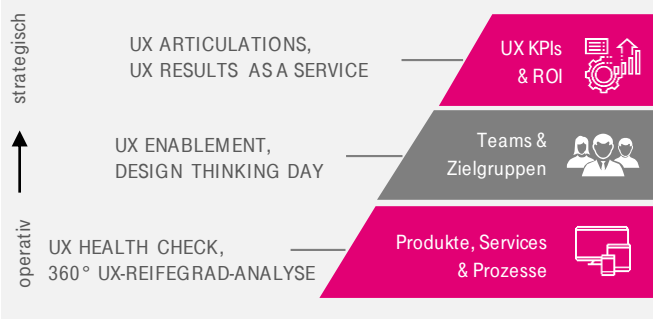 strategisch
UX ARTICULATIONS,
UX RESULTS AS A SERVICE
UX KPIs
& ROI
UX ENABLEMENT,
DESIGN THINKING DAY
Teams &
Zielgruppen
operativ
UX HEALTH CHECK,
360° UX-REIFEGRAD-ANALYSE
Produkte, Services
& Prozesse